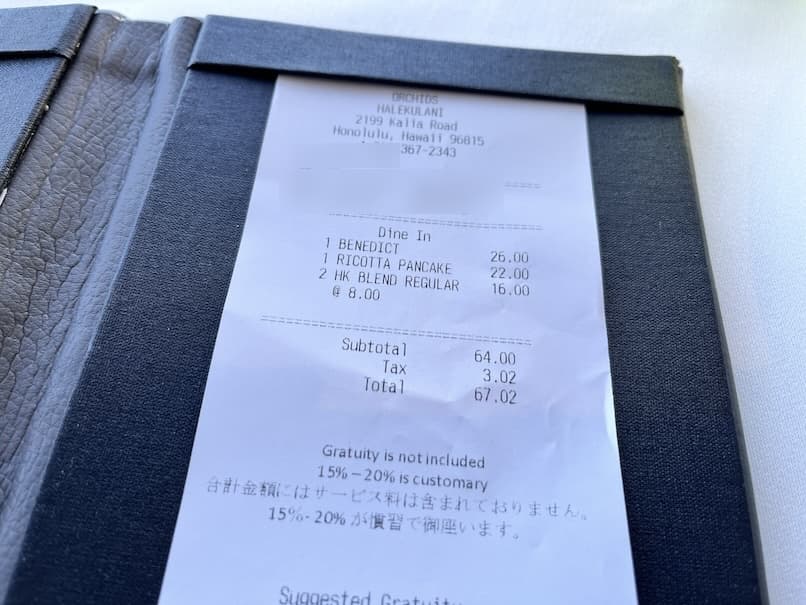 ORCHIDS
HALEKULANI
2199 Kalia Road
Honolulu, Hawaii 96815
367-2343
Dine In
1 BENEDICT 26.00
1 RICOTTA PANCAKE 22.00
2 HK BLEND REGULAR 16.00
@ 8.00
Subtotal 64.00
Tax 3.02
Total 67.02
Gratuity is not included
15% – 20% is customary
合計金額にはサービス料は含まれておりません。
15%- 20% が慣習で御座います。
Suggested Gratuity